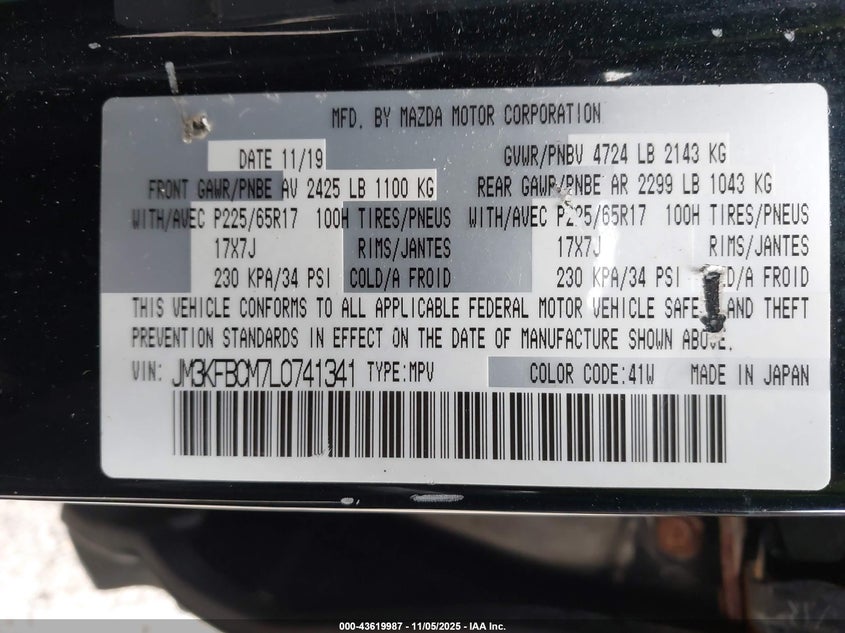 MFD. BY MAZDA MOTOR CORPORATION
DATE 11/19 GVWR/PNBV 4724 LB 2143 KG
FRONT GAWR/PNBE AV 2425 LB 1100 KG REAR GAWR/PNBE AR 2299 LB 1043 KG
WITH/AVEC P225/65R17 100H TIRES/PNEUS WITH/AVEC P225/65R17 100H TIRES/PNEUS
17X7J RIMS/JANTES 17X7J RIMS/JANTES
230 KPA/34 PSI COLD/A FROID 230 KPA/34 PSI FROID
THIS VEHICLE CONFORMS TO ALL APPLICABLE FEDERAL MOTOR VEHICLE AND THEFT
PREVENTION STANDARDS IN EFFECT ON THE DATE OF MANUFACTURE SHOWN ABOVE.
VIN: JM3KFBCM7L0741341 TYPE:MPV COLOR CODE:41W MADE IN JAPAN
000-43619987 - 11/05/2025 - IAA Inc.